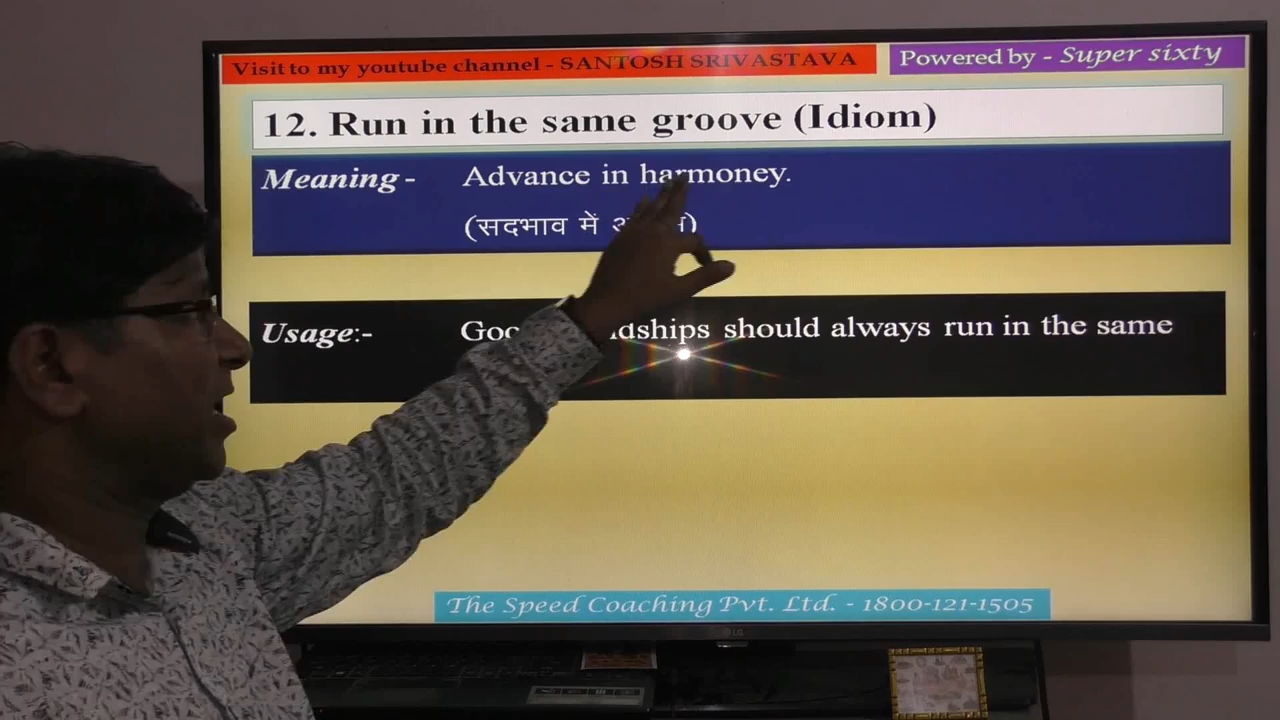 Visit to my youtube channel - SANTOSH SRIVASTAVA
Powered by - Super sixty
12. Run in the same groove (Idiom)
Meaning - Advance in harmoney.
(सदभाव में
Usage:- should always run in the same
The Speed Coaching Pvt. Ltd. - 1800-121-1505
LG